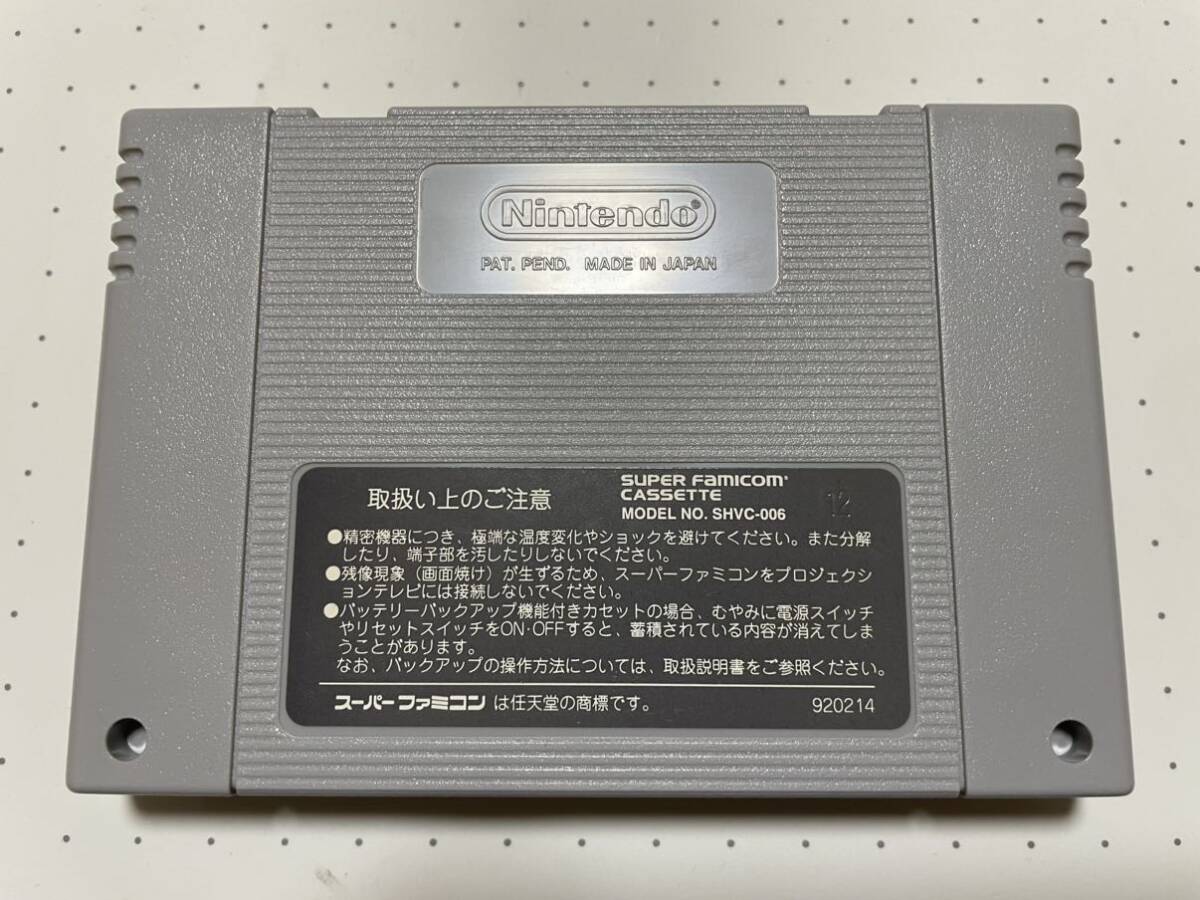 Nintendo®
PAT. PEND. MADE IN JAPAN
取扱い上のご注意
SUPER FAMICOM
CASSETTE
MODEL NO. SHVC-006
12
●精密機器につき、極端な温度変化やショックを避けてください。また分解
したり、端子部を汚したりしないでください。
●残像現象（画面焼け）が生ずるため、スーパーファミコンをプロジェクシ
ョンテレビには接続しないでください。
●バッテリーバックアップ機能付きカセットの場合、むやみに電源スイッチ
やリセットスイッチをON・OFFすると、蓄積されている内容が消えてしま
うことがあります。
なお、バックアップの操作方法については、取扱説明書をご参照ください。
スーパーファミコン は任天堂の商標です。
920214